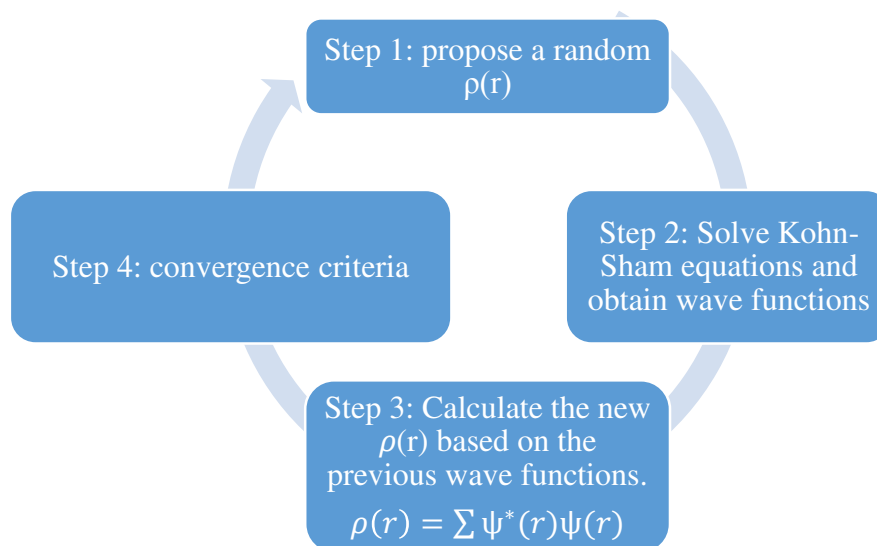 Step 1: propose a random
ρ(r)
Step 2: Solve Kohn-
Sham equations and
obtain wave functions
Step 3: Calculate the new
ρ(r) based on the
previous wave functions.
ρ(r) = ∑ ψ*(r)ψ(r)
Step 4: convergence criteria